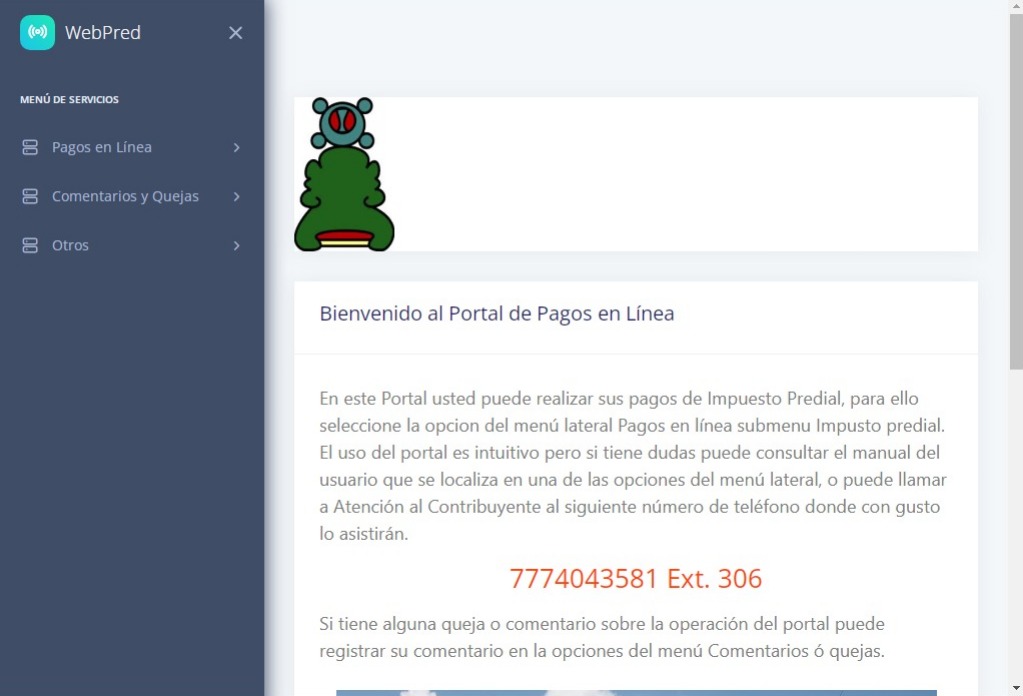 WebPred
MENÚ DE SERVICIOS
Pagos en Línea
Comentarios y Quejas
Otros
Bienvenido al Portal de Pagos en Línea
En este Portal usted puede realizar sus pagos de Impuesto Predial, para ello
seleccione la opcion del menú lateral Pagos en línea submenu Impusto predial.
El uso del portal es intuitivo pero si tiene dudas puede consultar el manual del
usuario que se localiza en una de las opciones del menú lateral, o puede llamar
a Atención al Contribuyente al siguiente número de teléfono donde con gusto
lo asistirán.
7774043581 Ext. 306
Si tiene alguna queja o comentario sobre la operación del portal puede
registrar su comentario en la opciones del menú Comentarios ó quejas.